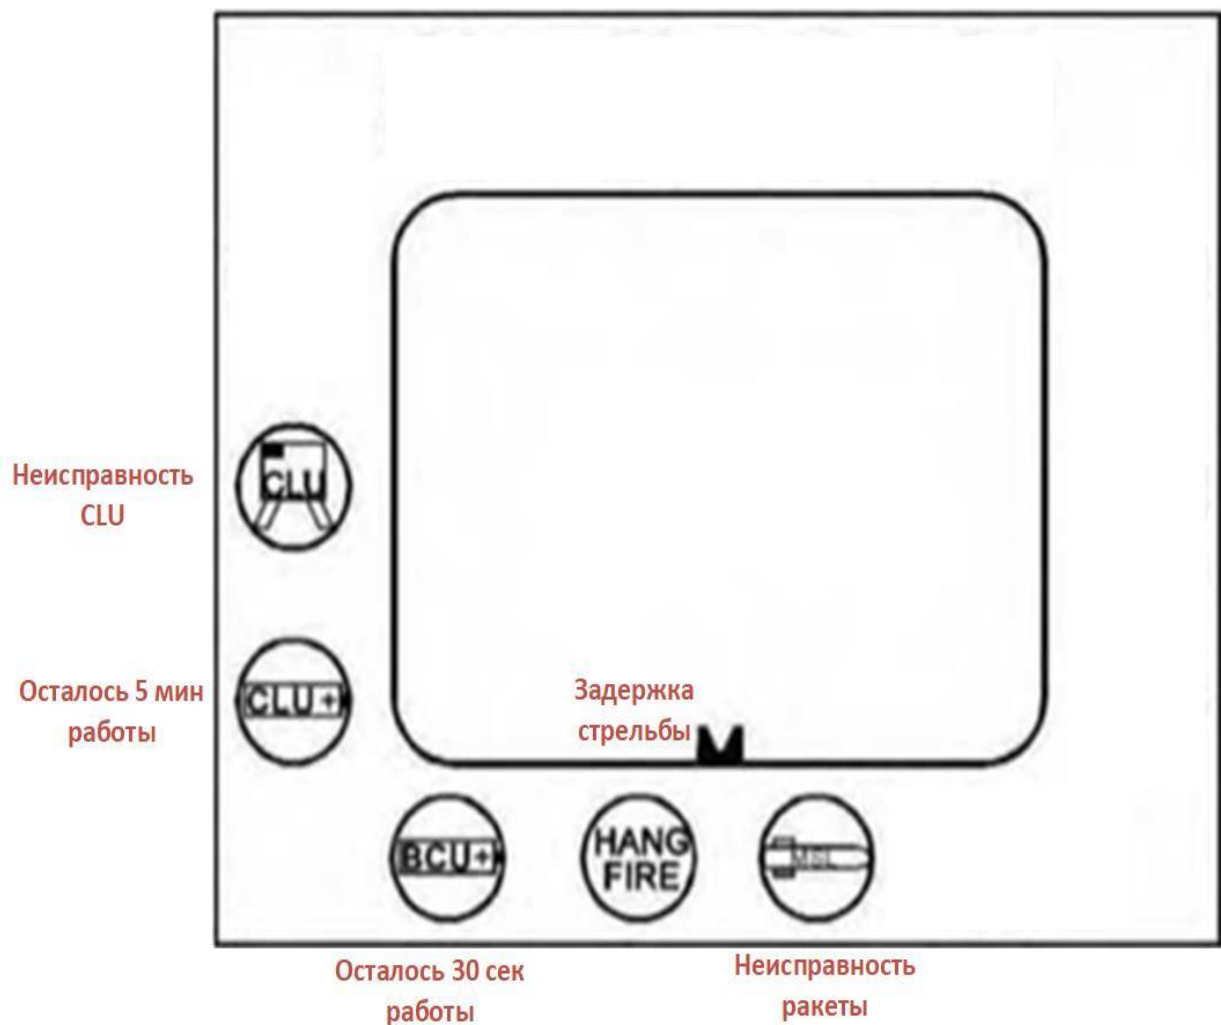 CLU
Неисправность
CLU
Осталось 5 мин
работы
CLU+
Задержка
стрельбы
BCU+
HANG
FIRE
MSL
Осталось 30 сек
работы
Неисправность
ракеты